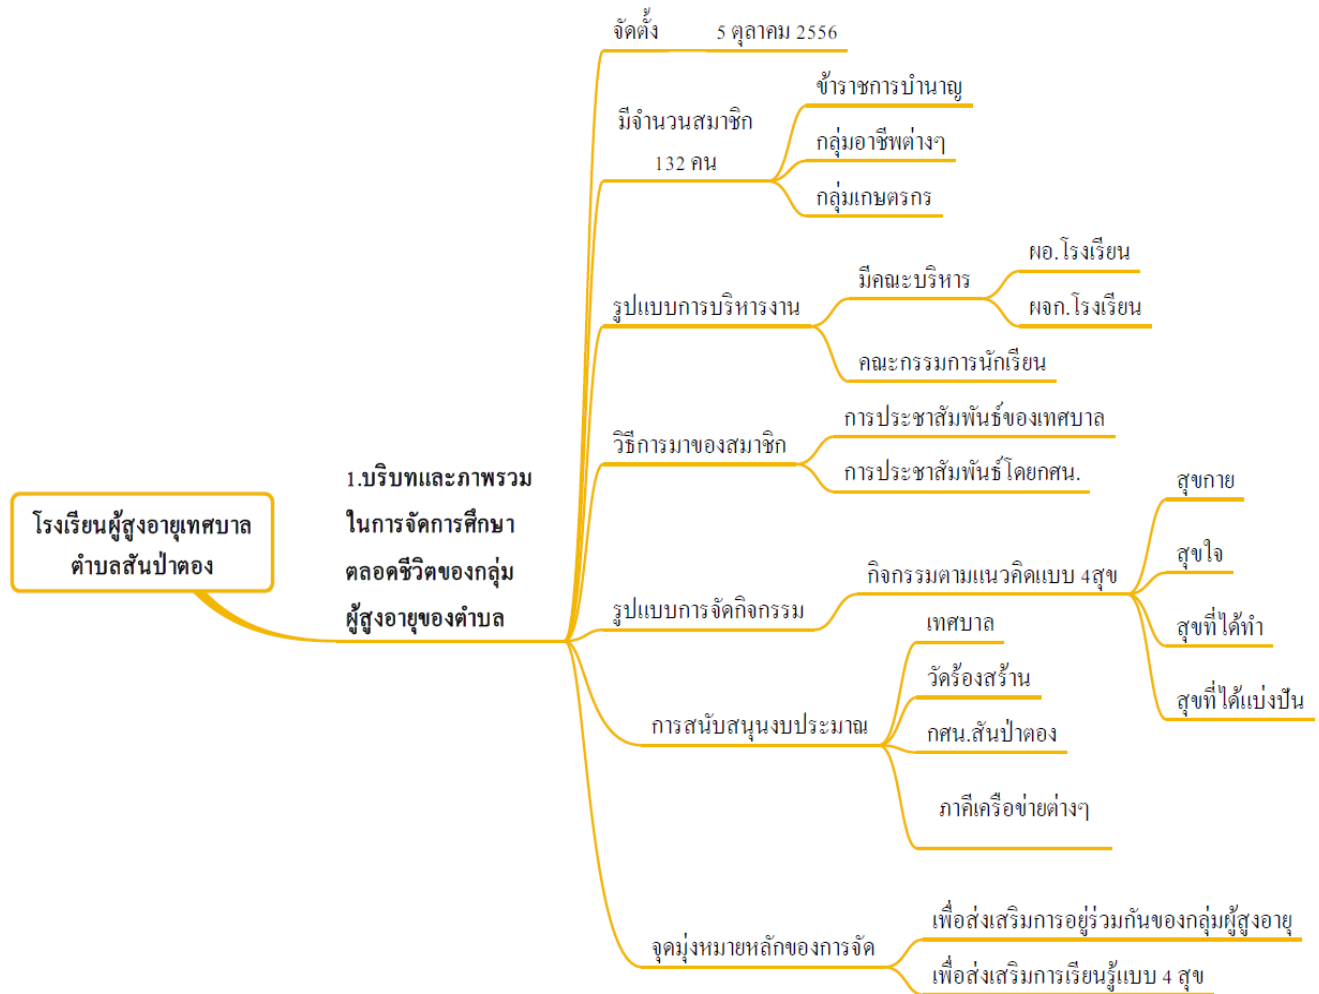 โรงเรียนผู้สูงอายุเทศบาล
ตำบลสันป่าตอง
1.บริบทและภาพรวม
ในการจัดการศึกษา
ตลอดชีวิตของกลุ่ม
ผู้สูงอายุของตำบล
จัดตั้ง 5 ตุลาคม 2556
มีจำนวนสมาชิก
132 คน
ข้าราชการบำนาญ
กลุ่มอาชีพต่างๆ
กลุ่มเกษตรกร
รูปแบบการบริหารงาน
มีคณะบริหาร
ผอ.โรงเรียน
ผจก.โรงเรียน
คณะกรรมการนักเรียน
วิธีการมาของสมาชิก
การประชาสัมพันธ์ของเทศบาล
การประชาสัมพันธ์โดยกศน.
รูปแบบการจัดกิจกรรม
กิจกรรมตามแนวคิดแบบ 4สุข
สุขกาย
สุขใจ
สุขที่ได้ทำ
สุขที่ได้แบ่งปัน
การสนับสนุนงบประมาณ
เทศบาล
วัดร้องสร้าน
กศน.สันป่าตอง
ภาคีเครือข่ายต่างๆ
จุดมุ่งหมายหลักของการจัด
เพื่อส่งเสริมการอยู่ร่วมกันของกลุ่มผู้สูงอายุ
เพื่อส่งเสริมการเรียนรู้แบบ 4 สุข